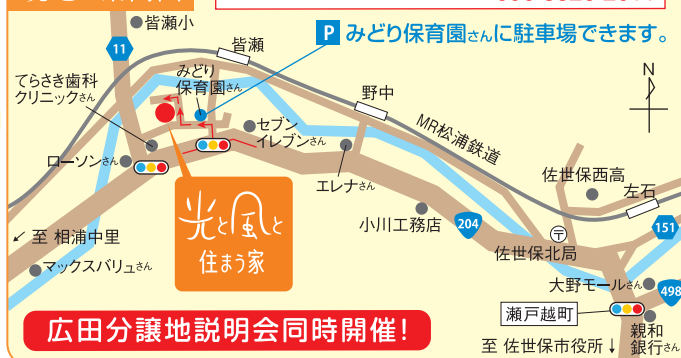 皆瀬小
P みどり保育園さんに駐車場できます。
11
皆瀬
てらさき歯科
クリニックさん
みどり
保育園さん
野中
N
セブン
イレブンさん
MR松浦鉄道
ローソンさん
エレナさん
佐世保西高
左石
光と風と
住まう家
小川工務店
204
〒
佐世保北局
151
↙ 至 相浦中里
マックスバリュさん
大野モールさん
498
瀬戸越町
広田分譲地説明会同時開催!
親和
銀行さん
至 佐世保市役所↓